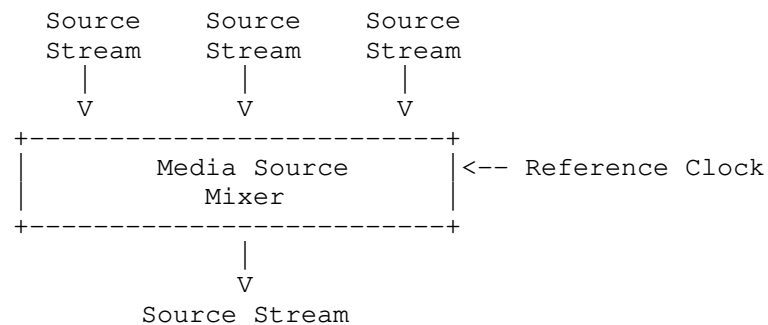 Source Source Source
Stream Stream Stream
| | |
V V V
+--------------------------+
| Media Source |<-- Reference Clock
| Mixer |
+--------------------------+
|
V
Source Stream